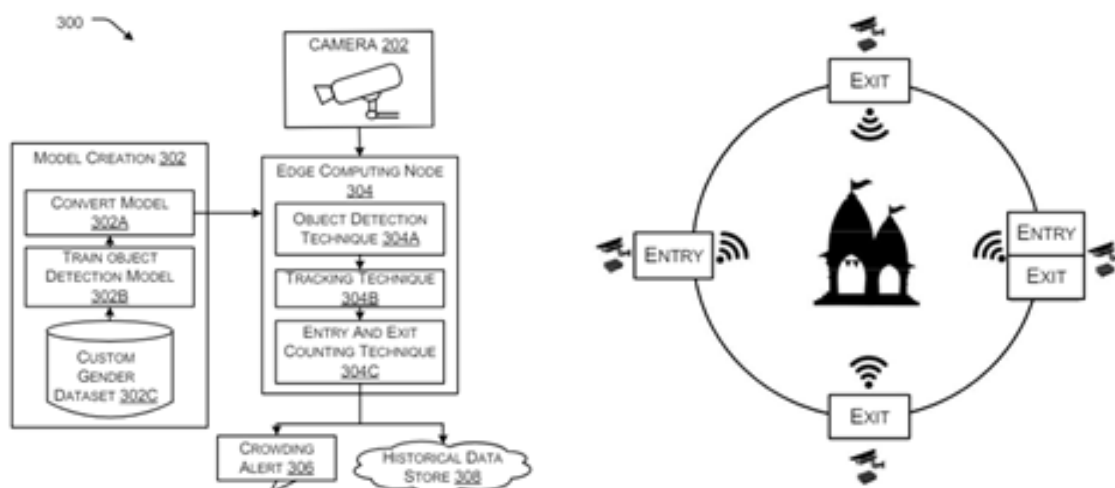 300
CAMERA 202
MODEL CREATION 302
CONVERT MODEL
302A
TRAIN OBJECT
DETECTION MODEL
302B
CUSTOM
GENDER
DATASET 302C
EDGE COMPUTING NODE
304
OBJECT DETECTION
TECHNIQUE 304A
TRACKING TECHNIQUE
304B
ENTRY AND EXIT
COUNTING TECHNIQUE
304C
CROWDING
ALERT 306
HISTORICAL DATA
STORE 308
EXIT
ENTRY
ENTRY
EXIT
EXIT